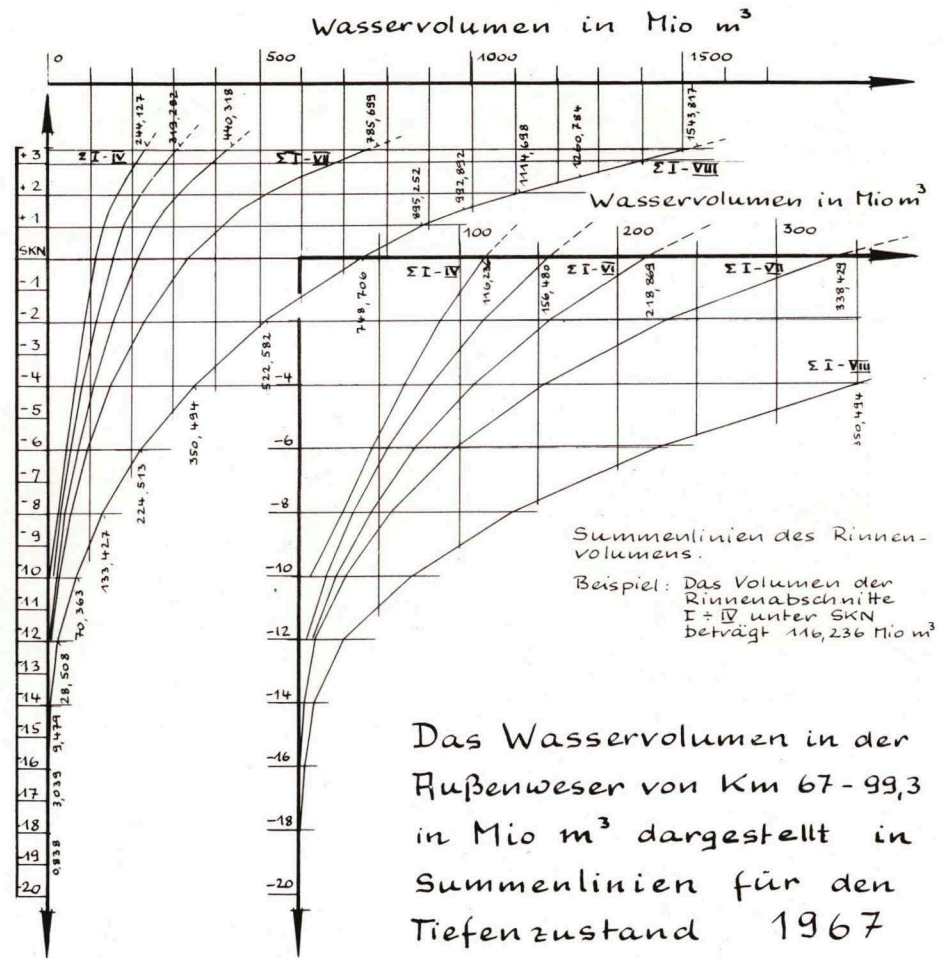 Wasservolumen in Mio m³
0 500 1000 1500
244,127
313,282
440,318
785,699
1114,698
1260,784
1543,817
895,252
992,892
Σ I-IV
Σ I-VII
Σ I-VIII
Wasservolumen in Mio m³
100 200 300
Σ I-IV
Σ I-VI
Σ I-VII
Σ I-VIII
116,236
156,480
218,869
338,429
350,494
748,706
522,582
350,494
224,513
133,427
70,363
28,508
9,479
3,039
0,838
+3
+2
+1
SKN
-1
-2
-3
-4
-5
-6
-7
-8
-9
-10
-11
-12
-13
-14
-15
-16
-17
-18
-19
-20
-4
-6
-8
-10
-12
-14
-16
-18
-20
Summenlinien des Rinnen-
volumens.
Beispiel: Das Volumen der
Rinnenabschnitte
I ÷ IV unter SKN
beträgt 116,236 Mio m³
Das Wasservolumen in der
Außenweser von Km 67-99,3
in Mio m³ dargestellt in
Summenlinien für den
Tiefenzustand 1967